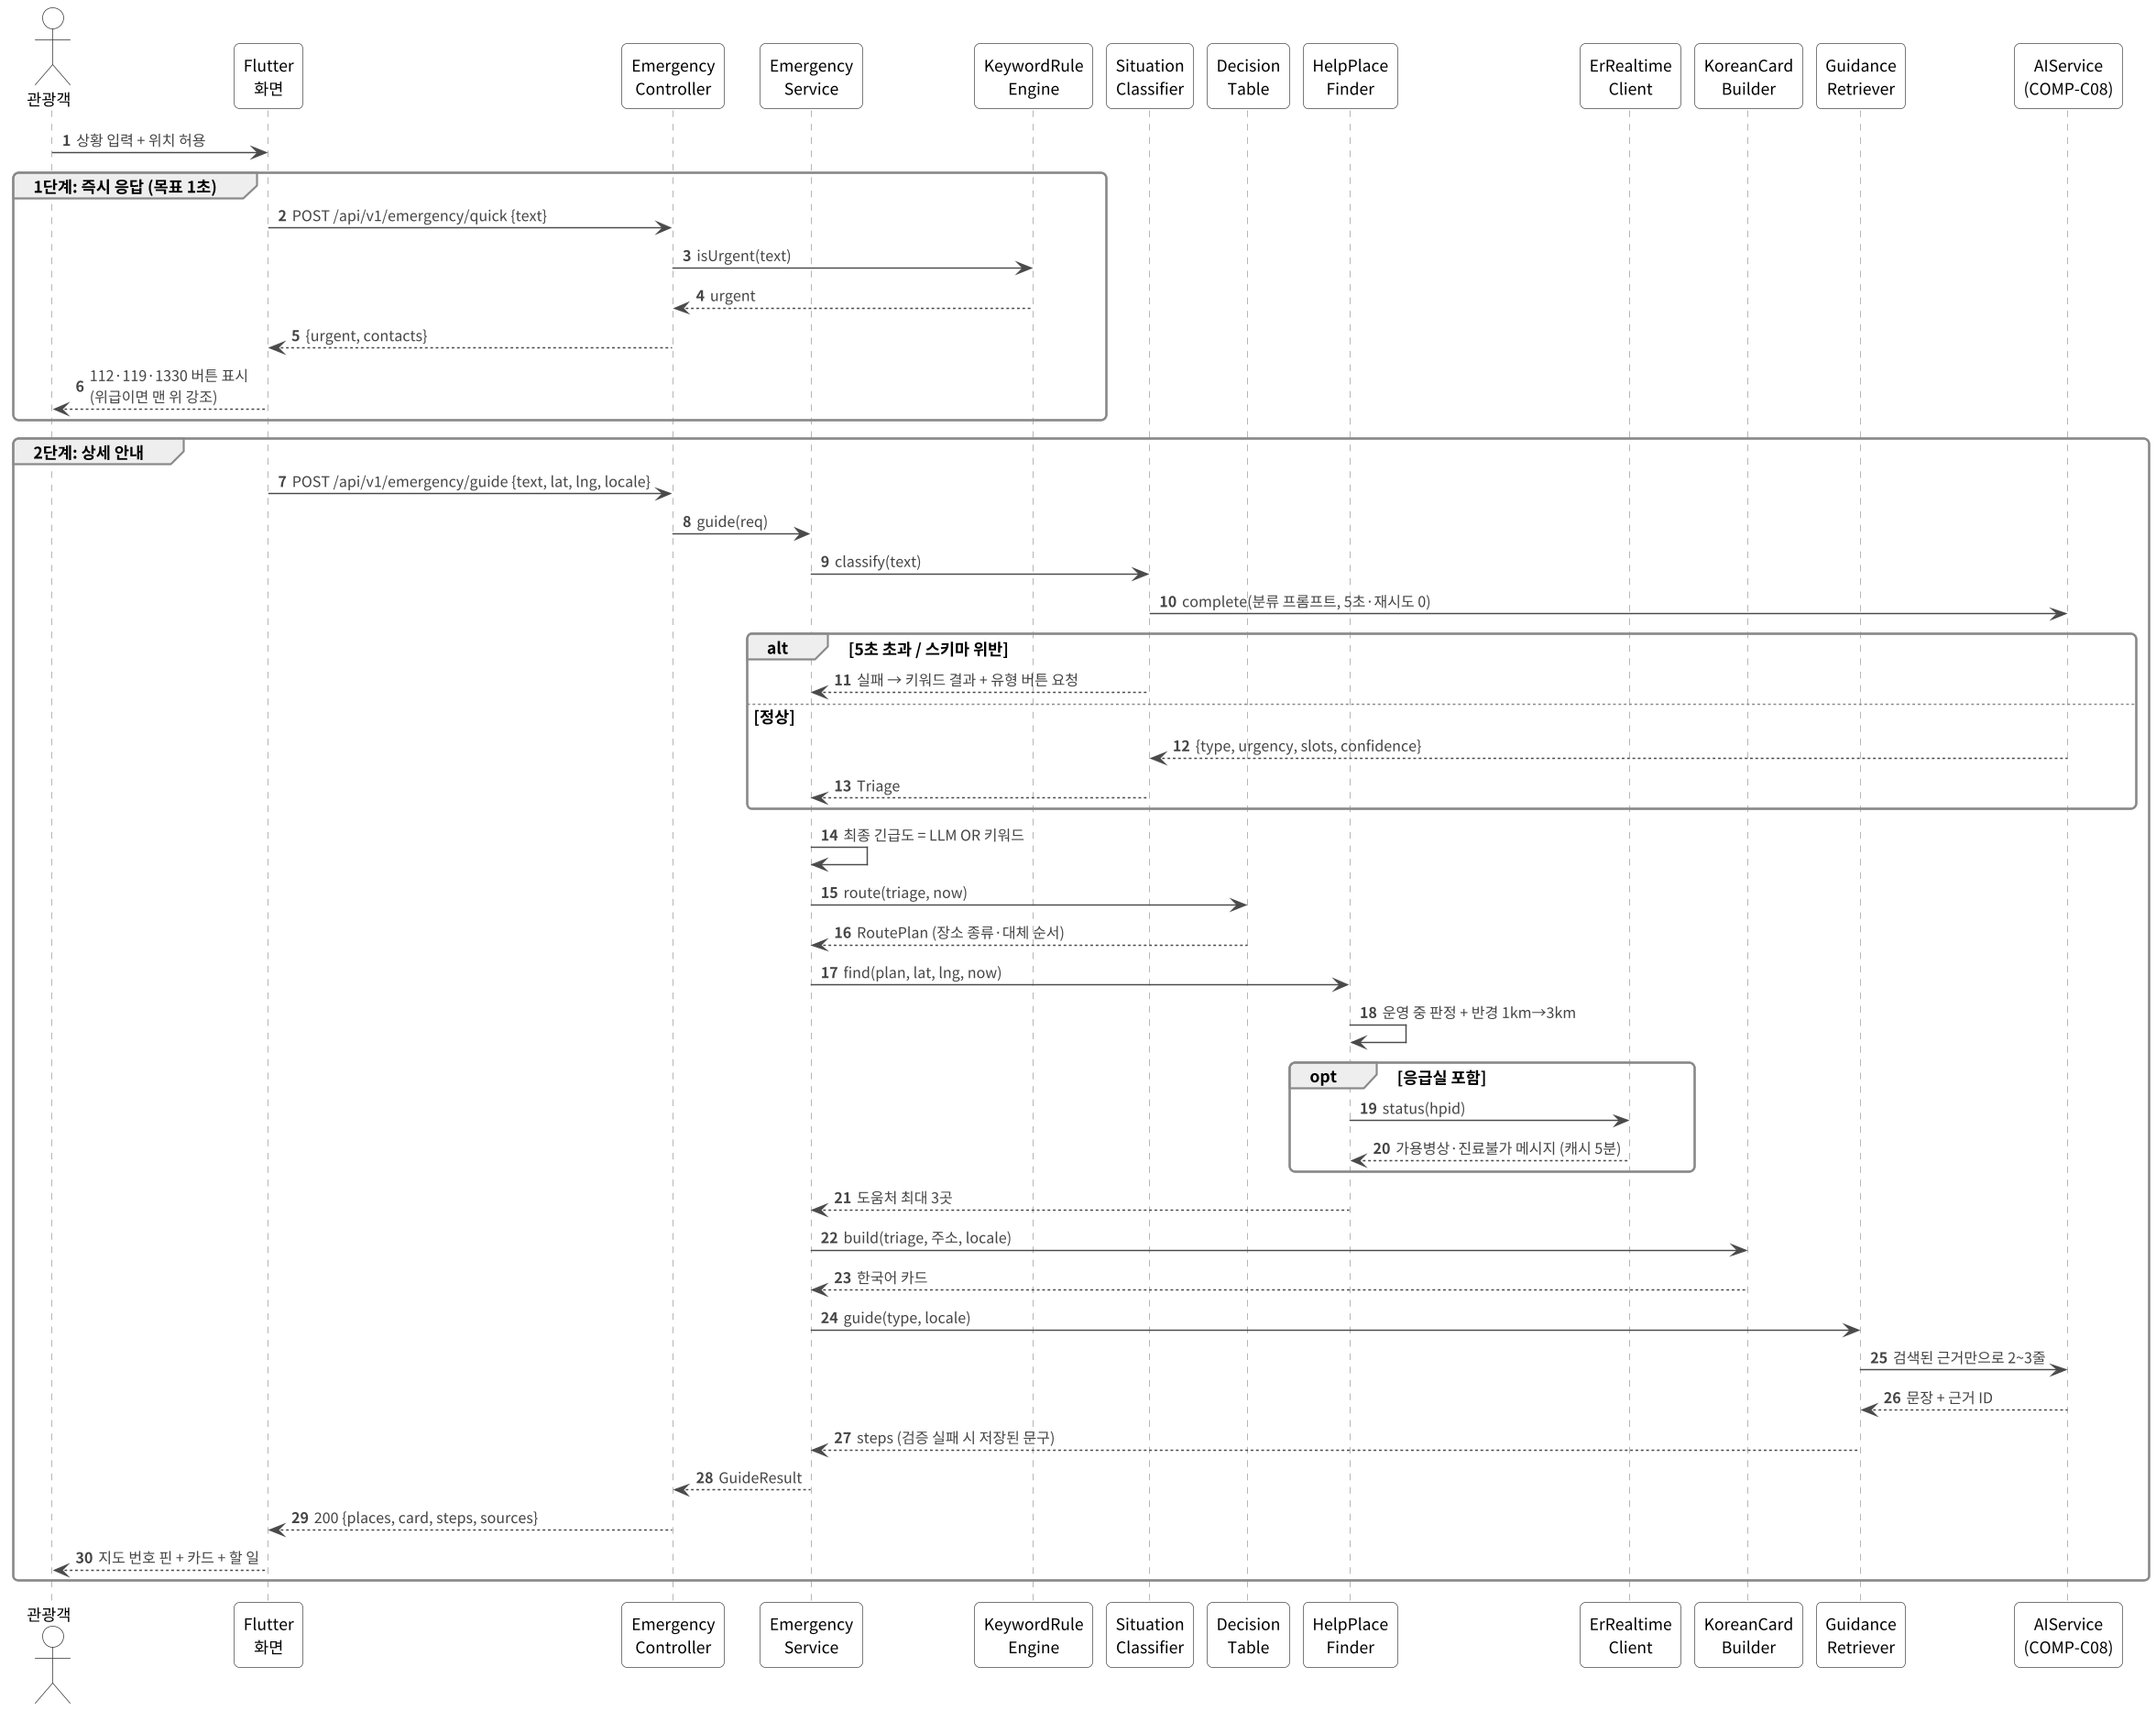 관광객
Flutter
화면
Emergency
Controller
Emergency
Service
KeywordRule
Engine
Situation
Classifier
Decision
Table
HelpPlace
Finder
ErRealtime
Client
KoreanCard
Builder
Guidance
Retriever
AIService
(COMP-C08)
1 상황 입력 + 위치 허용
1단계: 즉시 응답 (목표 1초)
2 POST /api/v1/emergency/quick {text}
3 isUrgent(text)
4 urgent
5 {urgent, contacts}
6 112·119·1330 버튼 표시
(위급이면 맨 위 강조)
2단계: 상세 안내
7 POST /api/v1/emergency/guide {text, lat, lng, locale}
8 guide(req)
9 classify(text)
10 complete(분류 프롬프트, 5초·재시도 0)
alt [5초 초과 / 스키마 위반]
11 실패 → 키워드 결과 + 유형 버튼 요청
[정상]
12 {type, urgency, slots, confidence}
13 Triage
14 최종 긴급도 = LLM OR 키워드
15 route(triage, now)
16 RoutePlan (장소 종류·대체 순서)
17 find(plan, lat, lng, now)
18 운영 중 판정 + 반경 1km→3km
opt [응급실 포함]
19 status(hpid)
20 가용병상·진료불가 메시지 (캐시 5분)
21 도움처 최대 3곳
22 build(triage, 주소, locale)
23 한국어 카드
24 guide(type, locale)
25 검색된 근거만으로 2~3줄
26 문장 + 근거 ID
27 steps (검증 실패 시 저장된 문구)
28 GuideResult
29 200 {places, card, steps, sources}
30 지도 번호 핀 + 카드 + 할 일
관광객
Flutter
화면
Emergency
Controller
Emergency
Service
KeywordRule
Engine
Situation
Classifier
Decision
Table
HelpPlace
Finder
ErRealtime
Client
KoreanCard
Builder
Guidance
Retriever
AIService
(COMP-C08)